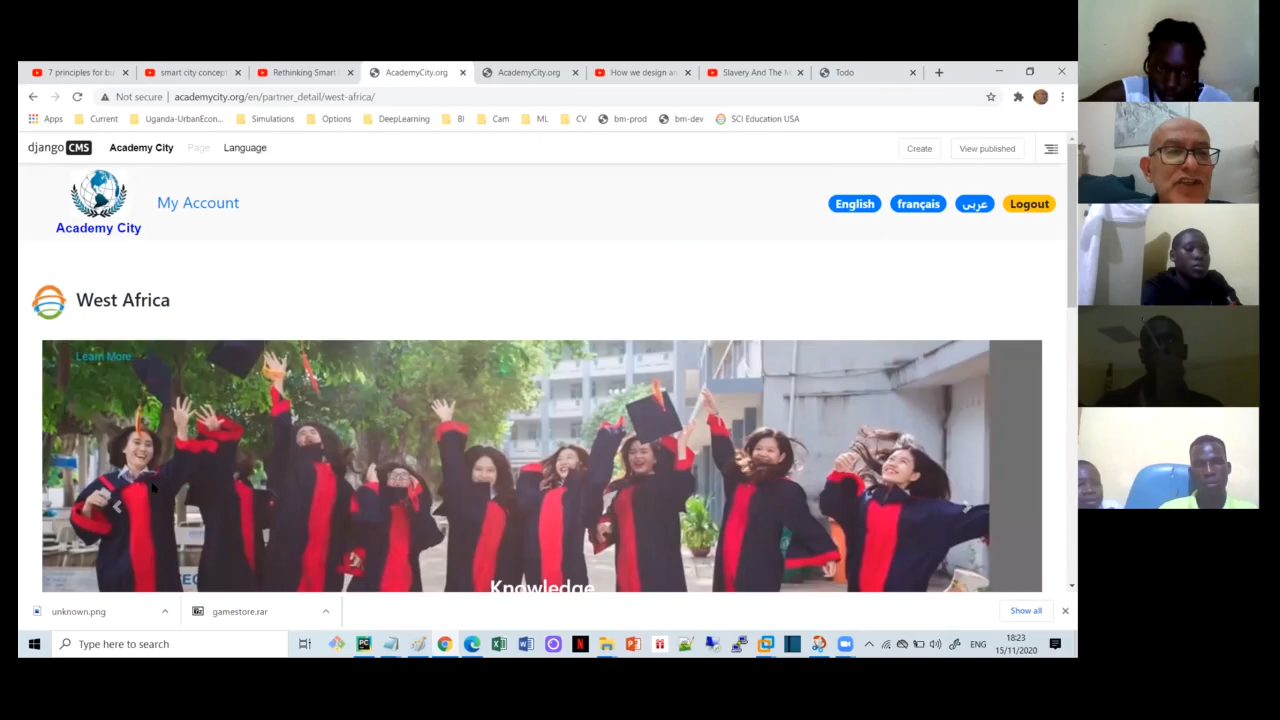 7 principles for bu
smart city concep
Rethinking Smart
AcademyCity.org
AcademyCity.org
How we design an
Slavery And The M
Todo
Not secure academycity.org/en/partner_detail/west-africa/
Apps Current Uganda-UrbanEcon... Simulations Options DeepLearning BI Cam ML CV bm-prod bm-dev SCI Education USA
django CMS Academy City Page Language Create View published
My Account English français عربى Logout
Academy City
West Africa
Learn More
Knowledge
unknown.png gamestore.rar Show all
Type here to search ENG 18:23
15/11/2020